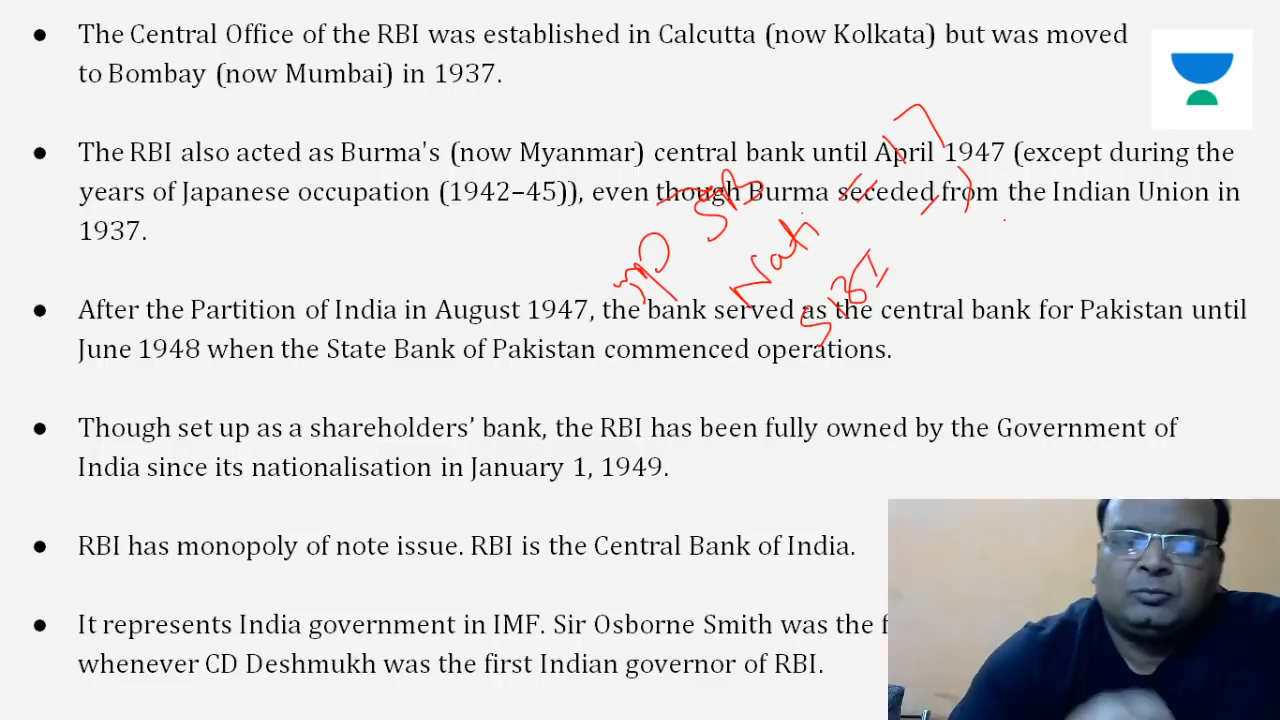 ● The Central Office of the RBI was established in Calcutta (now Kolkata) but was moved
to Bombay (now Mumbai) in 1937.
● The RBI also acted as Burma's (now Myanmar) central bank until April 1947 (except during the
years of Japanese occupation (1942–45)), even though Burma seceded from the Indian Union in
1937.
● After the Partition of India in August 1947, the bank served as the central bank for Pakistan until
June 1948 when the State Bank of Pakistan commenced operations.
● Though set up as a shareholders’ bank, the RBI has been fully owned by the Government of
India since its nationalisation in January 1, 1949.
● RBI has monopoly of note issue. RBI is the Central Bank of India.
● It represents India government in IMF. Sir Osborne Smith was the
whenever CD Deshmukh was the first Indian governor of RBI.
Nati
SIBI